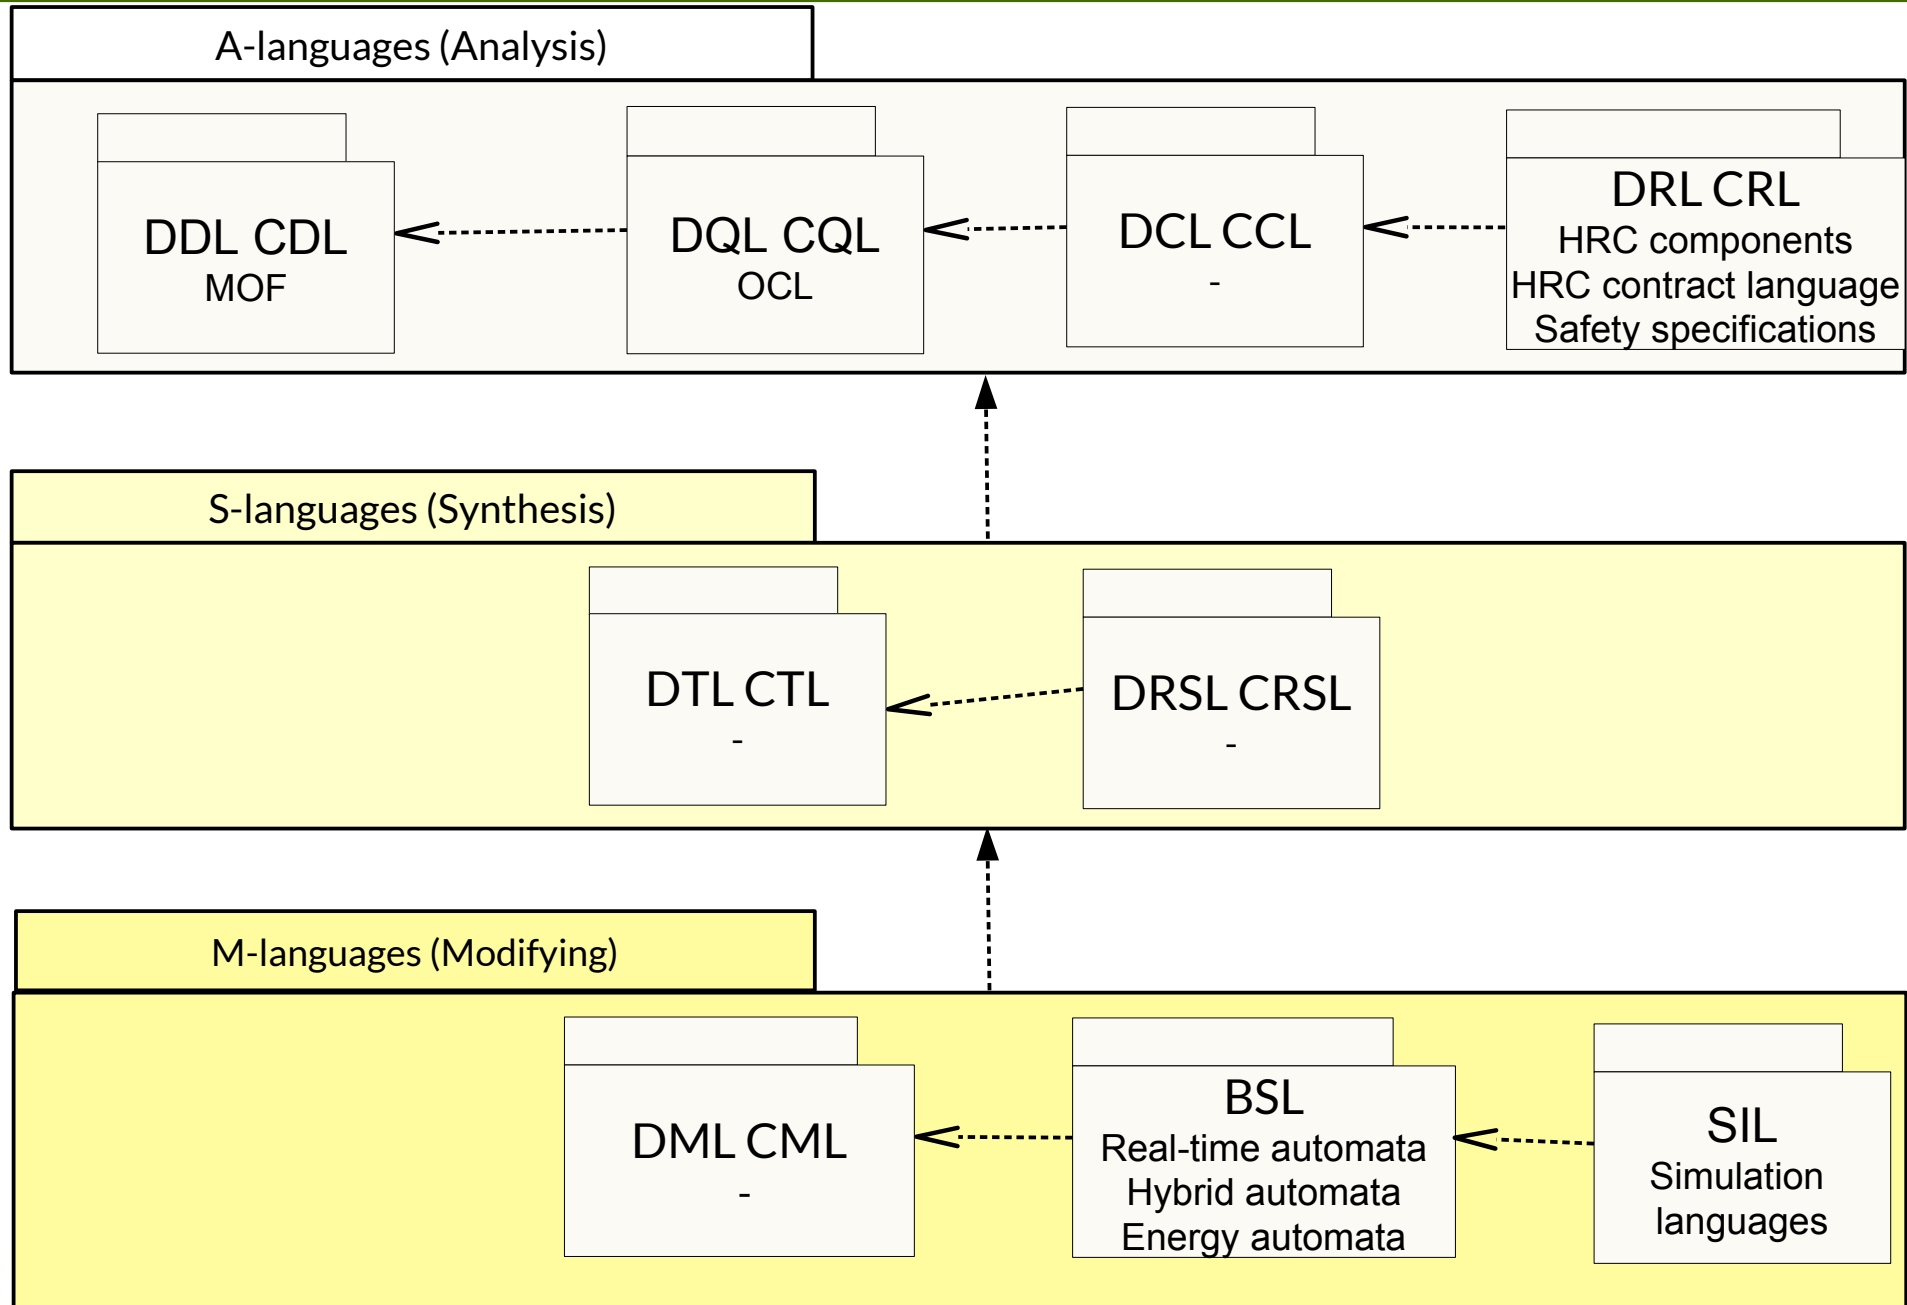 A-languages (Analysis)
DDL CDL
MOF
DQL CQL
OCL
DCL CCL
-
DRL CRL
HRC components
HRC contract language
Safety specifications
S-languages (Synthesis)
DTL CTL
-
DRSL CRSL
-
M-languages (Modifying)
DML CML
-
BSL
Real-time automata
Hybrid automata
Energy automata
SIL
Simulation
languages